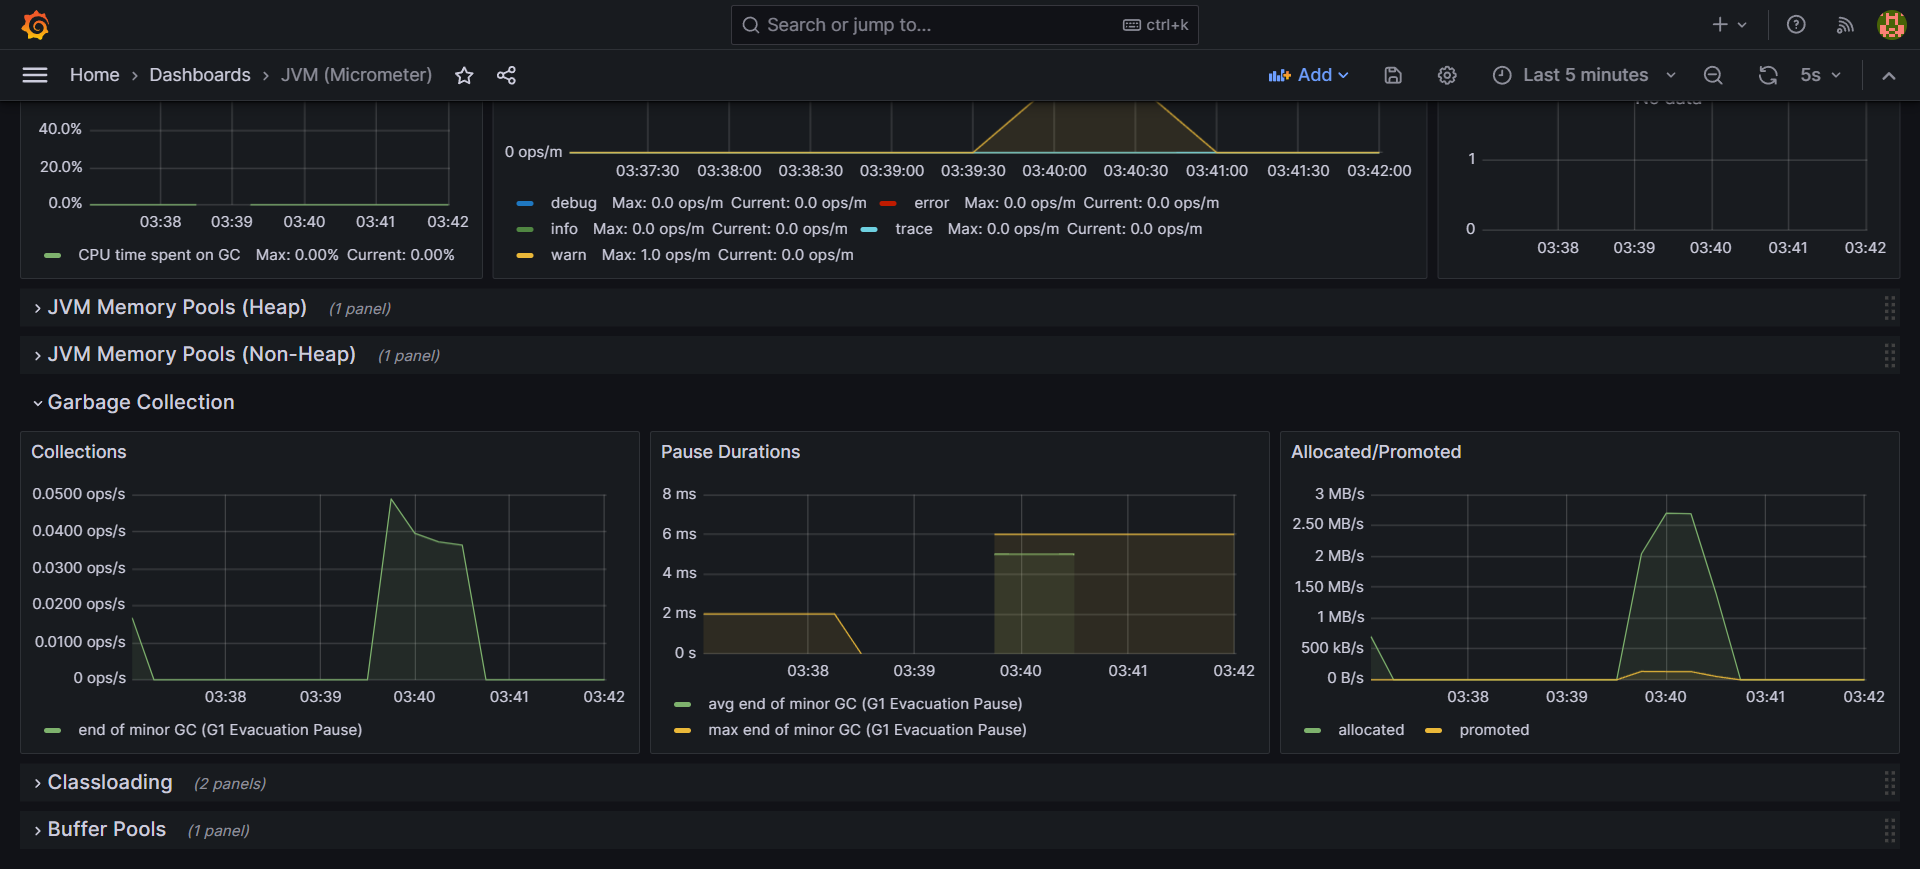 Search or jump to... ctrl+k
Home › Dashboards › JVM (Micrometer) Add Last 5 minutes 5s
40.0%
20.0%
0.0%
03:38 03:39 03:40 03:41 03:42
CPU time spent on GC Max: 0.00% Current: 0.00%
0 ops/m
03:37:30 03:38:00 03:38:30 03:39:00 03:39:30 03:40:00 03:40:30 03:41:00 03:41:30 03:42:00
debug Max: 0.0 ops/m Current: 0.0 ops/m error Max: 0.0 ops/m Current: 0.0 ops/m
info Max: 0.0 ops/m Current: 0.0 ops/m trace Max: 0.0 ops/m Current: 0.0 ops/m
warn Max: 1.0 ops/m Current: 0.0 ops/m
No data
1
0
03:38 03:39 03:40 03:41 03:42
JVM Memory Pools (Heap) (1 panel)
JVM Memory Pools (Non-Heap) (1 panel)
Garbage Collection
Collections
0.0500 ops/s
0.0400 ops/s
0.0300 ops/s
0.0200 ops/s
0.0100 ops/s
0 ops/s
03:38 03:39 03:40 03:41 03:42
end of minor GC (G1 Evacuation Pause)
Pause Durations
8 ms
6 ms
4 ms
2 ms
0 s
03:38 03:39 03:40 03:41 03:42
avg end of minor GC (G1 Evacuation Pause)
max end of minor GC (G1 Evacuation Pause)
Allocated/Promoted
3 MB/s
2.50 MB/s
2 MB/s
1.50 MB/s
1 MB/s
500 kB/s
0 B/s
03:38 03:39 03:40 03:41 03:42
allocated promoted
Classloading (2 panels)
Buffer Pools (1 panel)